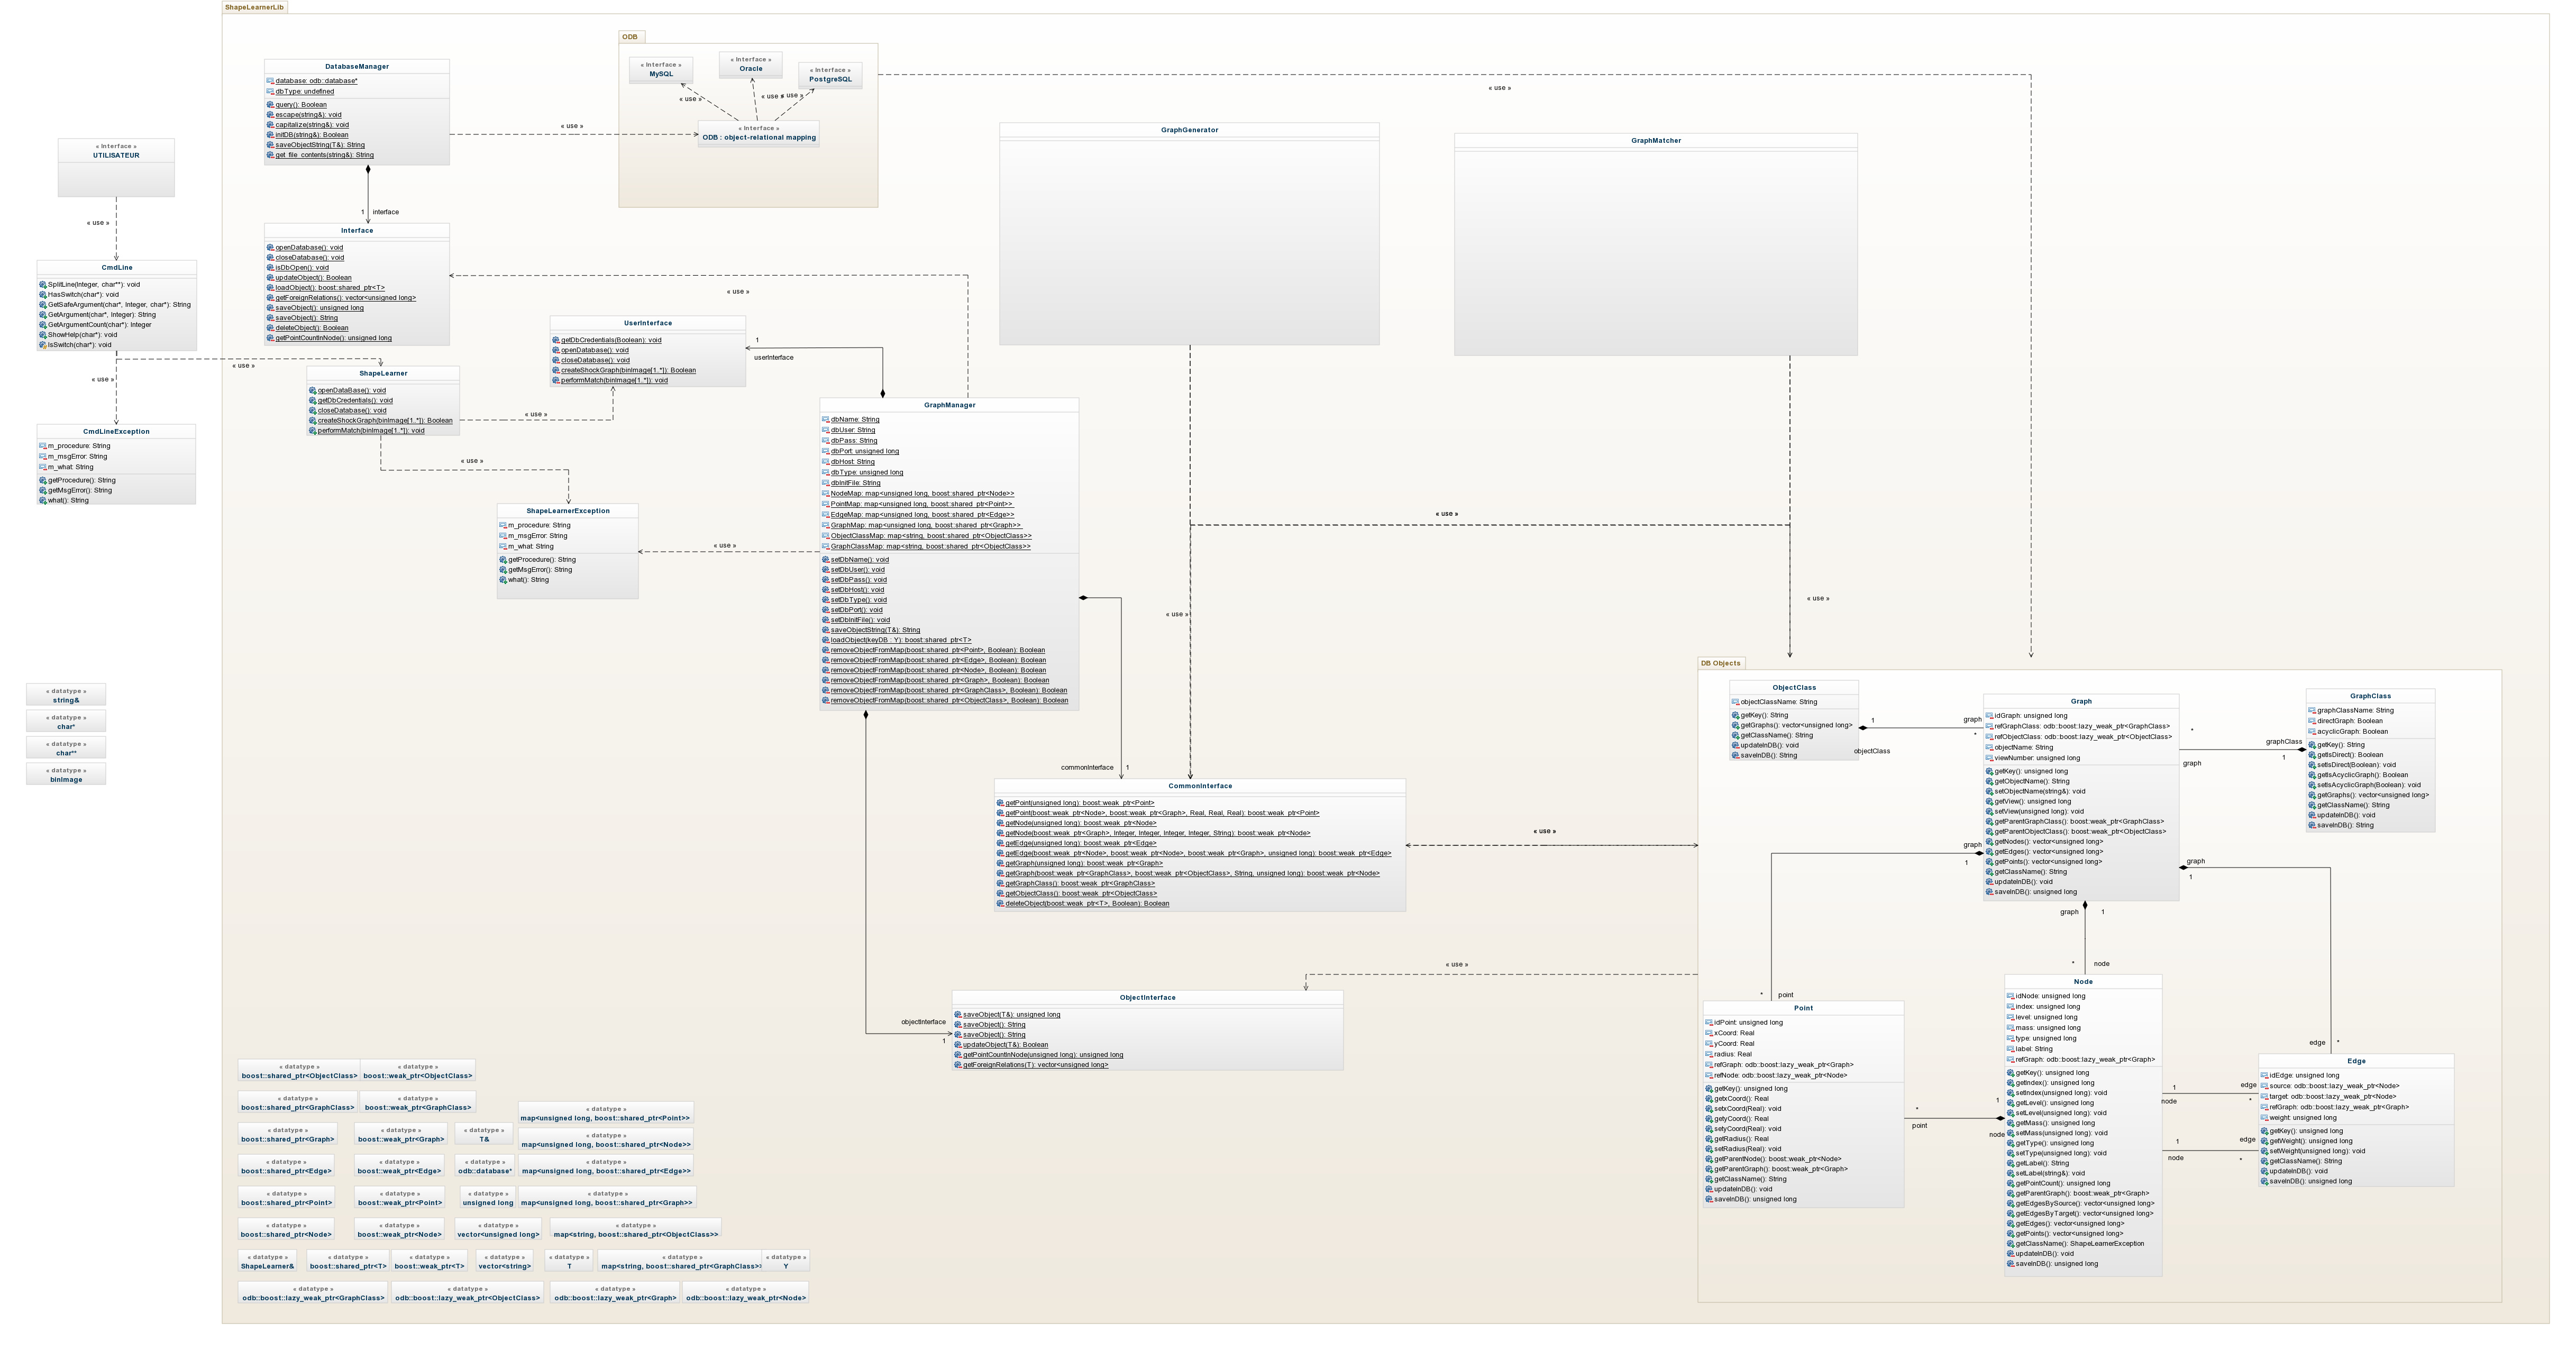 ShapeLearnerLib
ODB
« Interface »
MySQL
« Interface »
Oracle
« Interface »
PostgreSQL
« use »
« use »
« use »
« Interface »
ODB : object-relational mapping
DatabaseManager
database: odb::database*
dbType: undefined
query(): Boolean
escape(string&): void
capitalize(string&): void
initDB(string&): Boolean
saveObjectString(T&): String
get_file_contents(string&): String
« use »
« use »
1
interface
« Interface »
UTILISATEUR
« use »
CmdLine
SplitLine(Integer, char**): void
HasSwitch(char*): void
GetSafeArgument(char*, Integer, char*): String
GetArgument(char*, Integer): String
GetArgumentCount(char*): Integer
ShowHelp(char*): void
IsSwitch(char*): void
« use »
« use »
CmdLineException
m_procedure: String
m_msgError: String
m_what: String
getProcedure(): String
getMsgError(): String
what(): String
Interface
openDatabase(): void
closeDatabase(): void
isDbOpen(): void
updateObject(): Boolean
loadObject(): boost::shared_ptr<T>
getForeignRelations(): vector<unsigned long>
saveObject(): unsigned long
saveObject(): String
deleteObject(): Boolean
getPointCountInNode(): unsigned long
« use »
ShapeLearner
openDataBase(): void
getDbCredentials(): void
closeDatabase(): void
createShockGraph(binImage[1..*]): Boolean
performMatch(binImage[1..*]): void
« use »
« use »
UserInterface
getDbCredentials(Boolean): void
openDatabase(): void
closeDatabase(): void
createShockGraph(binImage[1..*]): Boolean
performMatch(binImage[1..*]): void
1
userInterface
ShapeLearnerException
m_procedure: String
m_msgError: String
m_what: String
getProcedure(): String
getMsgError(): String
what(): String
« use »
GraphManager
dbName: String
dbUser: String
dbPass: String
dbPort: unsigned long
dbHost: String
dbType: unsigned long
dbInitFile: String
NodeMap: map<unsigned long, boost::shared_ptr<Node>>
PointMap: map<unsigned long, boost::shared_ptr<Point>>
EdgeMap: map<unsigned long, boost::shared_ptr<Edge>>
GraphMap: map<unsigned long, boost::shared_ptr<Graph>>
ObjectClassMap: map<string, boost::shared_ptr<ObjectClass>>
GraphClassMap: map<string, boost::shared_ptr<ObjectClass>>
setDbName(): void
setDbUser(): void
setDbPass(): void
setDbHost(): void
setDbType(): void
setDbPort(): void
setDbInitFile(): void
saveObjectString(T&): String
loadObject(keyDB : Y): boost::shared_ptr<T>
removeObjectFromMap(boost::shared_ptr<Point>, Boolean): Boolean
removeObjectFromMap(boost::shared_ptr<Edge>, Boolean): Boolean
removeObjectFromMap(boost::shared_ptr<Node>, Boolean): Boolean
removeObjectFromMap(boost::shared_ptr<Graph>, Boolean): Boolean
removeObjectFromMap(boost::shared_ptr<GraphClass>, Boolean): Boolean
removeObjectFromMap(boost::shared_ptr<ObjectClass>, Boolean): Boolean
GraphGenerator
GraphMatcher
« use »
« use »
« use »
commonInterface
1
CommonInterface
getPoint(unsigned long): boost::weak_ptr<Point>
getPoint(boost::weak_ptr<Node>, boost::weak_ptr<Graph>, Real, Real, Real): boost::weak_ptr<Point>
getNode(unsigned long): boost::weak_ptr<Node>
getNode(boost::weak_ptr<Graph>, Integer, Integer, Integer, Integer, String): boost::weak_ptr<Node>
getEdge(unsigned long): boost::weak_ptr<Edge>
getEdge(boost::weak_ptr<Node>, boost::weak_ptr<Node>, boost::weak_ptr<Graph>, unsigned long): boost::weak_ptr<Edge>
getGraph(unsigned long): boost::weak_ptr<Graph>
getGraph(boost::weak_ptr<GraphClass>, boost::weak_ptr<ObjectClass>, String, unsigned long): boost::weak_ptr<Node>
getGraphClass(): boost::weak_ptr<GraphClass>
getObjectClass(): boost::weak_ptr<ObjectClass>
deleteObject(boost::weak_ptr<T>, Boolean): Boolean
« use »
« use »
objectInterface
1
ObjectInterface
saveObject(T&): unsigned long
saveObject(): String
saveObject(): String
updateObject(T&): Boolean
getPointCountInNode(unsigned long): unsigned long
getForeignRelations(T): vector<unsigned long>
DB Objects
ObjectClass
objectClassName: String
getKey(): String
getGraphs(): vector<unsigned long>
getClassName(): String
updateInDB(): void
saveInDB(): String
1
objectClass
graph
*
Graph
idGraph: unsigned long
refGraphClass: odb::boost::lazy_weak_ptr<GraphClass>
refObjectClass: odb::boost::lazy_weak_ptr<ObjectClass>
objectName: String
viewNumber: unsigned long
getKey(): unsigned long
getObjectName(): String
setObjectName(string&): void
getView(): unsigned long
setView(unsigned long): void
getParentGraphClass(): boost::weak_ptr<GraphClass>
getParentObjectClass(): boost::weak_ptr<ObjectClass>
getNodes(): vector<unsigned long>
getEdges(): vector<unsigned long>
getPoints(): vector<unsigned long>
getClassName(): String
updateInDB(): void
saveInDB(): unsigned long
*
graph
graphClass
1
GraphClass
graphClassName: String
directGraph: Boolean
acyclicGraph: Boolean
getKey(): String
getIsDirect(): Boolean
setIsDirect(Boolean): void
getIsAcyclicGraph(): Boolean
setIsAcyclicGraph(Boolean): void
getGraphs(): vector<unsigned long>
getClassName(): String
updateInDB(): void
saveInDB(): String
graph
1
graph
1
graph
1
*
node
*
point
edge
*
Point
idPoint: unsigned long
xCoord: Real
yCoord: Real
radius: Real
refGraph: odb::boost::lazy_weak_ptr<Graph>
refNode: odb::boost::lazy_weak_ptr<Node>
getKey(): unsigned long
getxCoord(): Real
setxCoord(Real): void
getyCoord(): Real
setyCoord(Real): void
getRadius(): Real
setRadius(Real): void
getParentNode(): boost::weak_ptr<Node>
getParentGraph(): boost::weak_ptr<Graph>
getClassName(): String
updateInDB(): void
saveInDB(): unsigned long
*
point
1
node
Node
idNode: unsigned long
index: unsigned long
level: unsigned long
mass: unsigned long
type: unsigned long
label: String
refGraph: odb::boost::lazy_weak_ptr<Graph>
getKey(): unsigned long
getIndex(): unsigned long
setIndex(unsigned long): void
getLevel(): unsigned long
setLevel(unsigned long): void
getMass(): unsigned long
setMass(unsigned long): void
getType(): unsigned long
setType(unsigned long): void
getLabel(): String
setLabel(string&): void
getPointCount(): unsigned long
getParentGraph(): boost::weak_ptr<Graph>
getEdgesBySource(): vector<unsigned long>
getEdgesByTarget(): vector<unsigned long>
getEdges(): vector<unsigned long>
getPoints(): vector<unsigned long>
getClassName(): ShapeLearnerException
updateInDB(): void
saveInDB(): unsigned long
1
node
edge
*
1
node
edge
*
Edge
idEdge: unsigned long
source: odb::boost::lazy_weak_ptr<Node>
target: odb::boost::lazy_weak_ptr<Node>
refGraph: odb::boost::lazy_weak_ptr<Graph>
weight: unsigned long
getKey(): unsigned long
getWeight(): unsigned long
setWeight(unsigned long): void
getClassName(): String
updateInDB(): void
saveInDB(): unsigned long
« datatype »
string&
« datatype »
char*
« datatype »
char**
« datatype »
binImage
« datatype » « datatype »
boost::shared_ptr<ObjectClass> boost::weak_ptr<ObjectClass>
« datatype » « datatype »
boost::shared_ptr<GraphClass> boost::weak_ptr<GraphClass>
« datatype »
map<unsigned long, boost::shared_ptr<Point>>
« datatype » « datatype » « datatype »
boost::shared_ptr<Graph> boost::weak_ptr<Graph> T&
« datatype »
map<unsigned long, boost::shared_ptr<Node>>
« datatype » « datatype » « datatype » « datatype »
boost::shared_ptr<Edge> boost::weak_ptr<Edge> odb::database* map<unsigned long, boost::shared_ptr<Edge>>
« datatype » « datatype » « datatype » « datatype »
boost::shared_ptr<Point> boost::weak_ptr<Point> unsigned long map<unsigned long, boost::shared_ptr<Graph>>
« datatype » « datatype » « datatype » « datatype »
boost::shared_ptr<Node> boost::weak_ptr<Node> vector<unsigned long> map<string, boost::shared_ptr<ObjectClass>>
« datatype » « datatype » « datatype » « datatype » « datatype » « datatype » « datatype »
ShapeLearner& boost::shared_ptr<T> boost::weak_ptr<T> vector<string> T map<string, boost::shared_ptr<GraphClass>> Y
« datatype » « datatype » « datatype » « datatype »
odb::boost::lazy_weak_ptr<GraphClass> odb::boost::lazy_weak_ptr<ObjectClass> odb::boost::lazy_weak_ptr<Graph> odb::boost::lazy_weak_ptr<Node>